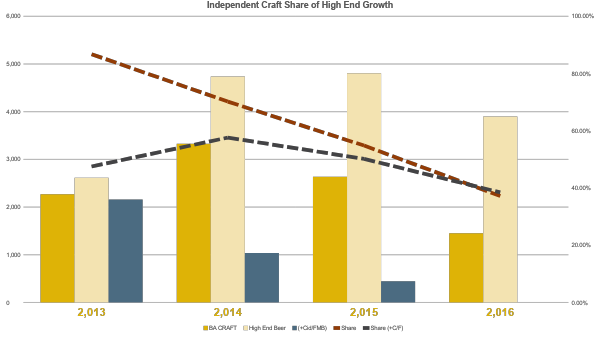 Independent Craft Share of High End Growth
6,000
100.00%
5,000
80.00%
4,000
60.00%
3,000
40.00%
2,000
20.00%
1,000
0
0.00%
2,013
2,014
2,015
2,016
BA CRAFT
High End Beer
(+Cid/FMB)
Share
Share (+C/F)